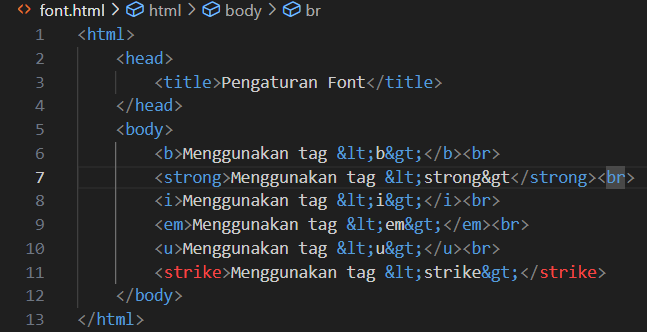 font.html > html > body > br
1 <html>
2 <head>
3 <title>Pengaturan Font</title>
4 </head>
5 <body>
6 <b>Menggunakan tag &lt;b&gt;</b><br>
7 <strong>Menggunakan tag &lt;strong&gt</strong><br>
8 <i>Menggunakan tag &lt;i&gt;</i><br>
9 <em>Menggunakan tag &lt;em&gt;</em><br>
10 <u>Menggunakan tag &lt;u&gt;</u><br>
11 <strike>Menggunakan tag &lt;strike&gt;</strike>
12 </body>
13 </html>